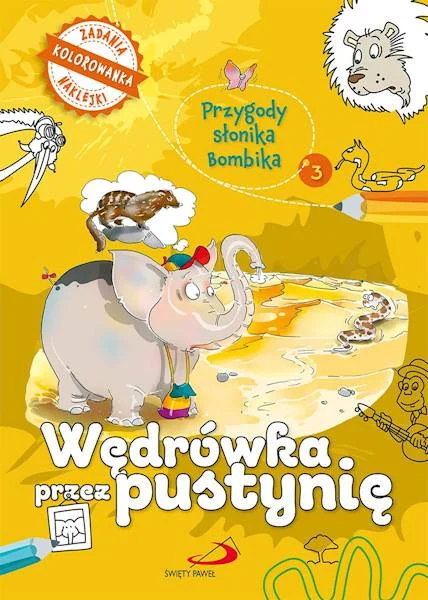 ZADANIA
KOLOROWANKA
NAKLEJKI
Przygody
słonika
Bombika
3
Wędrówka
przez pustynię
ŚWIĘTY PAWEŁ